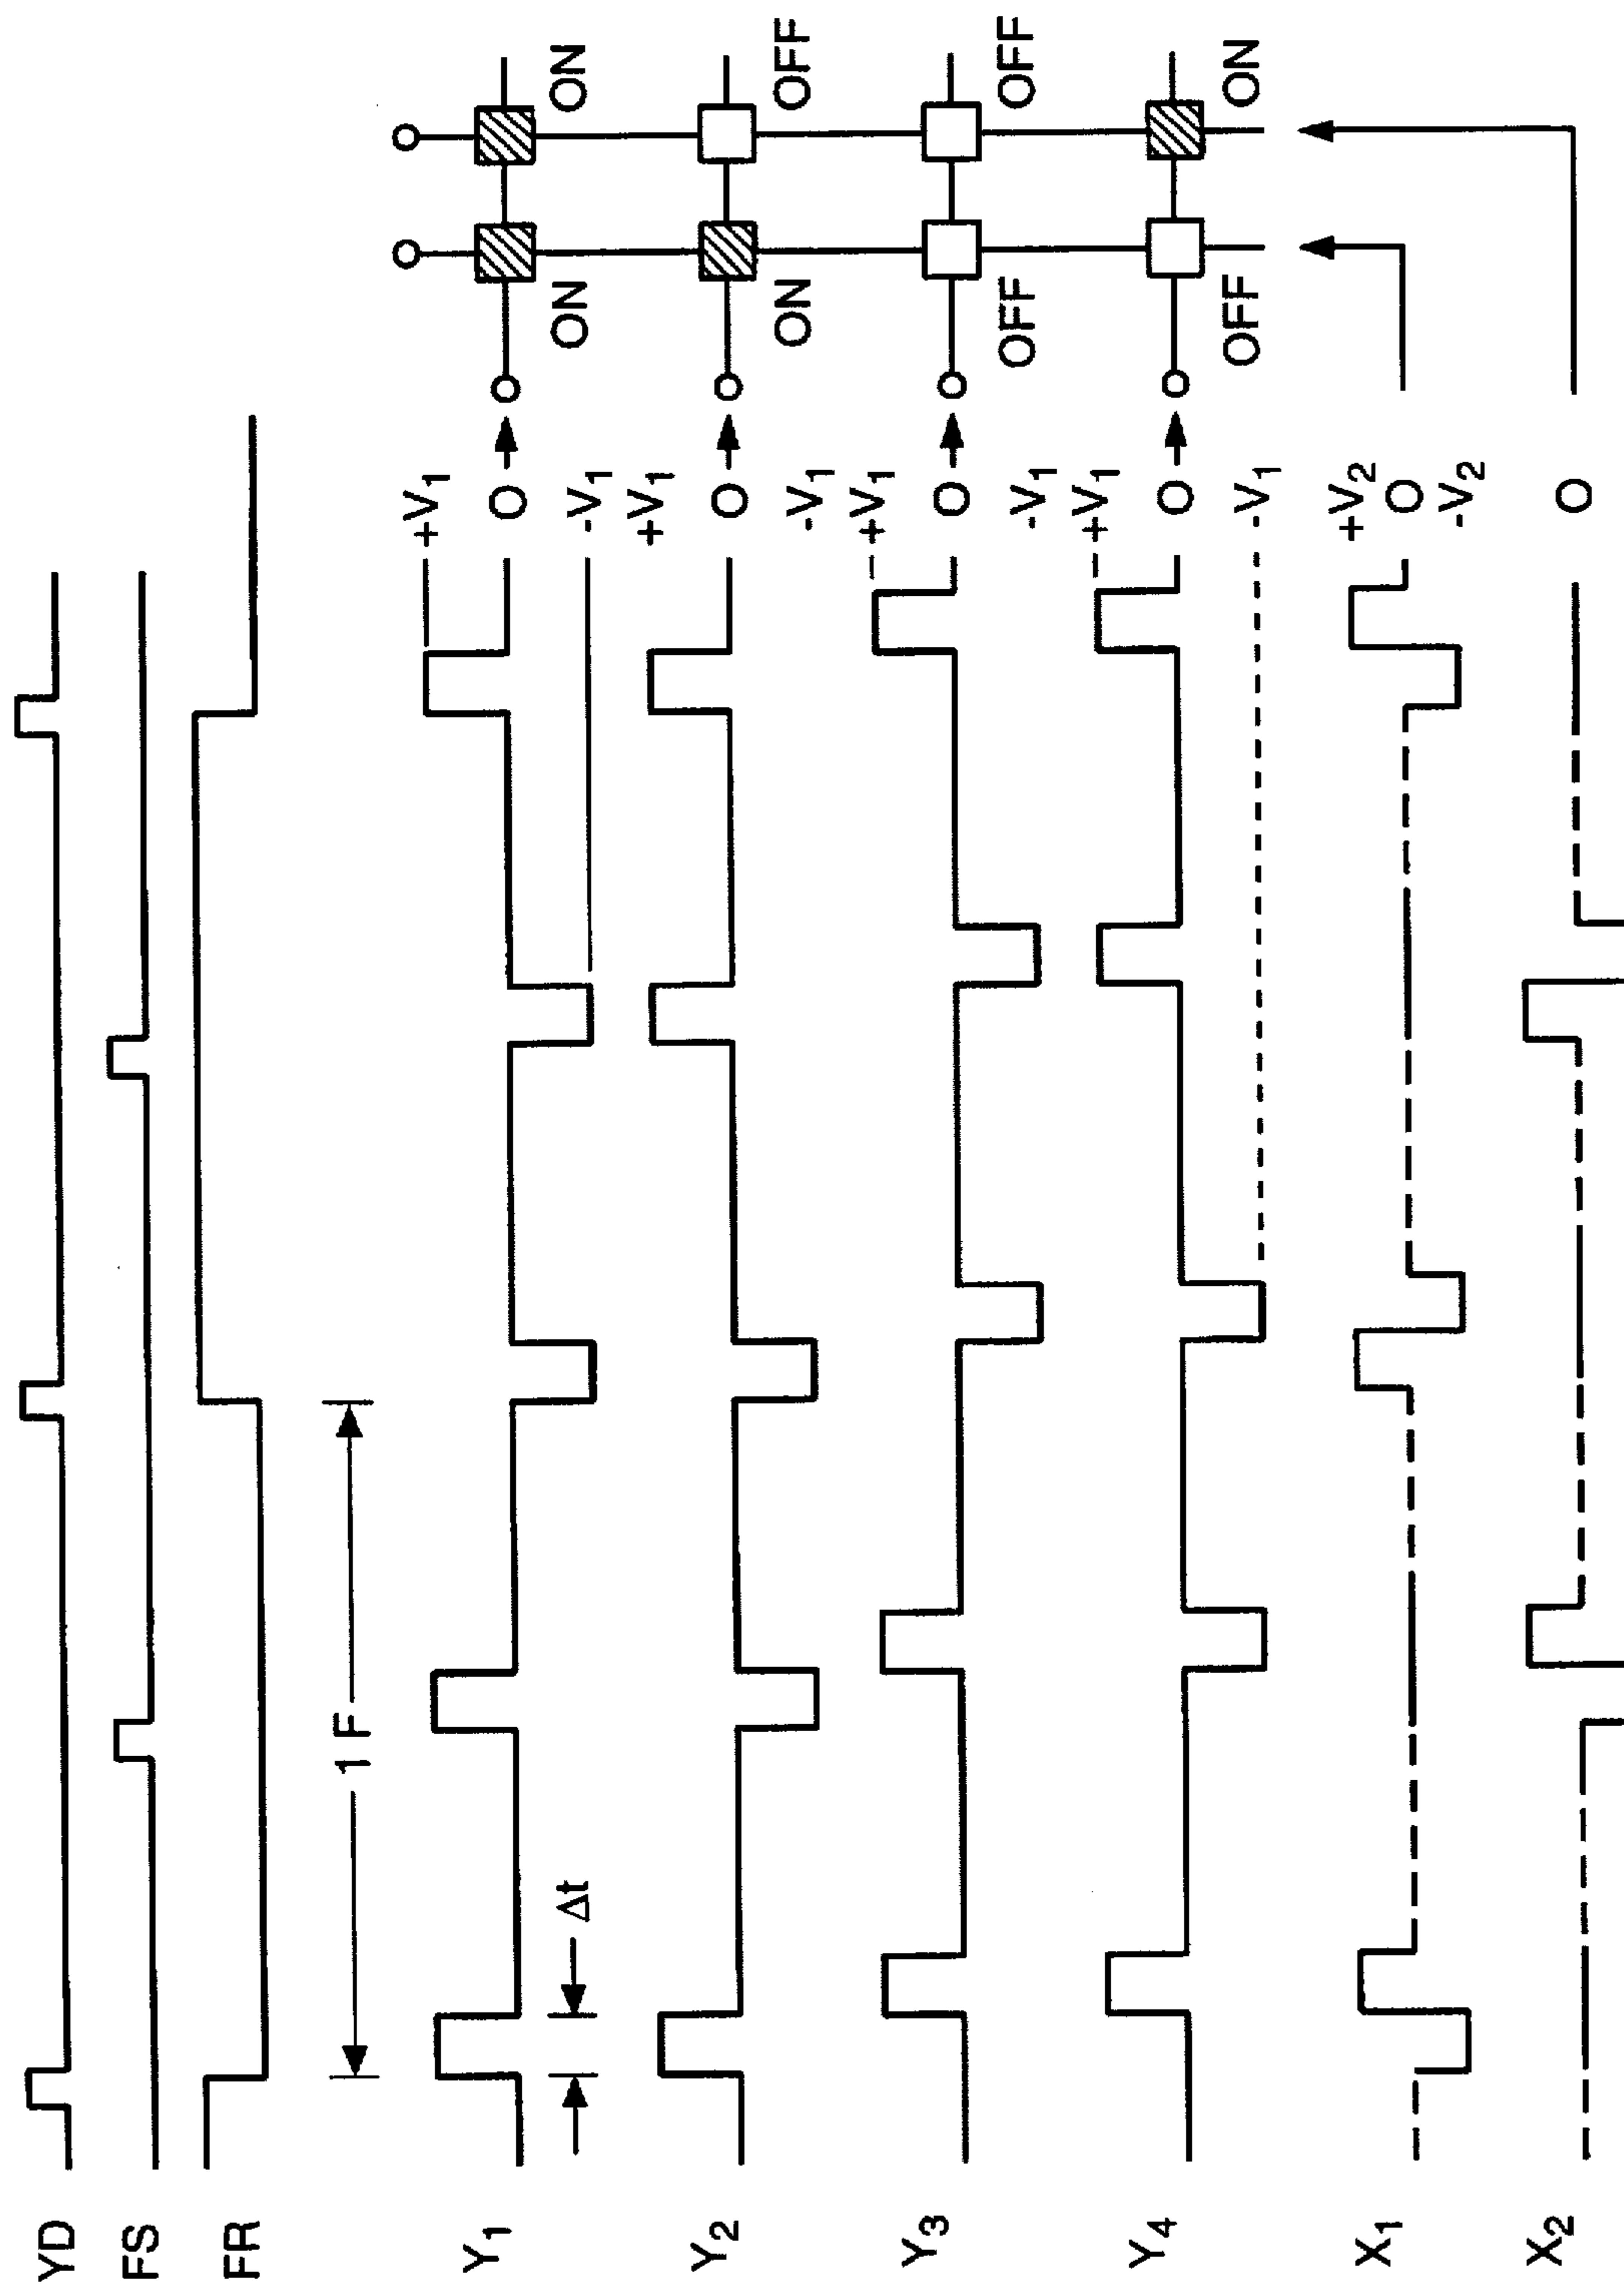 YD
FS
FR
1 F
Y1
Δt
+V1
O
-V1
ON
ON
Y2
+V1
O
-V1
ON
OFF
Y3
+V1
O
-V1
OFF
OFF
Y4
+V1
O
-V1
OFF
ON
X1
+V2
O
-V2
X2
O